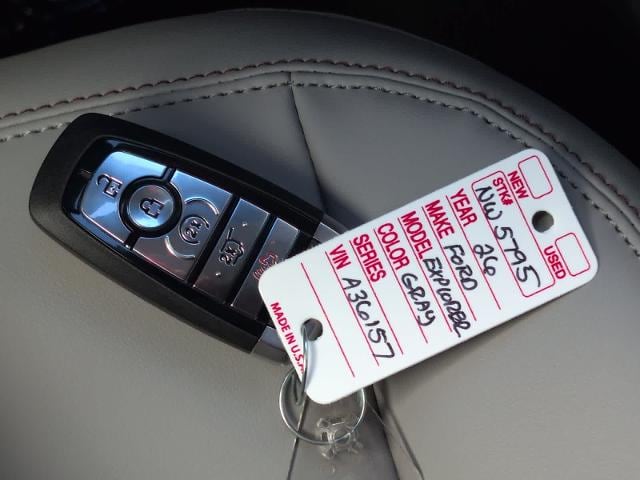 NEW USED
STK# NW5795
YEAR 26
MAKE FORD
MODEL EXPLORER
COLOR GRAY
SERIES
VIN A36157
MADE IN U.S.A.